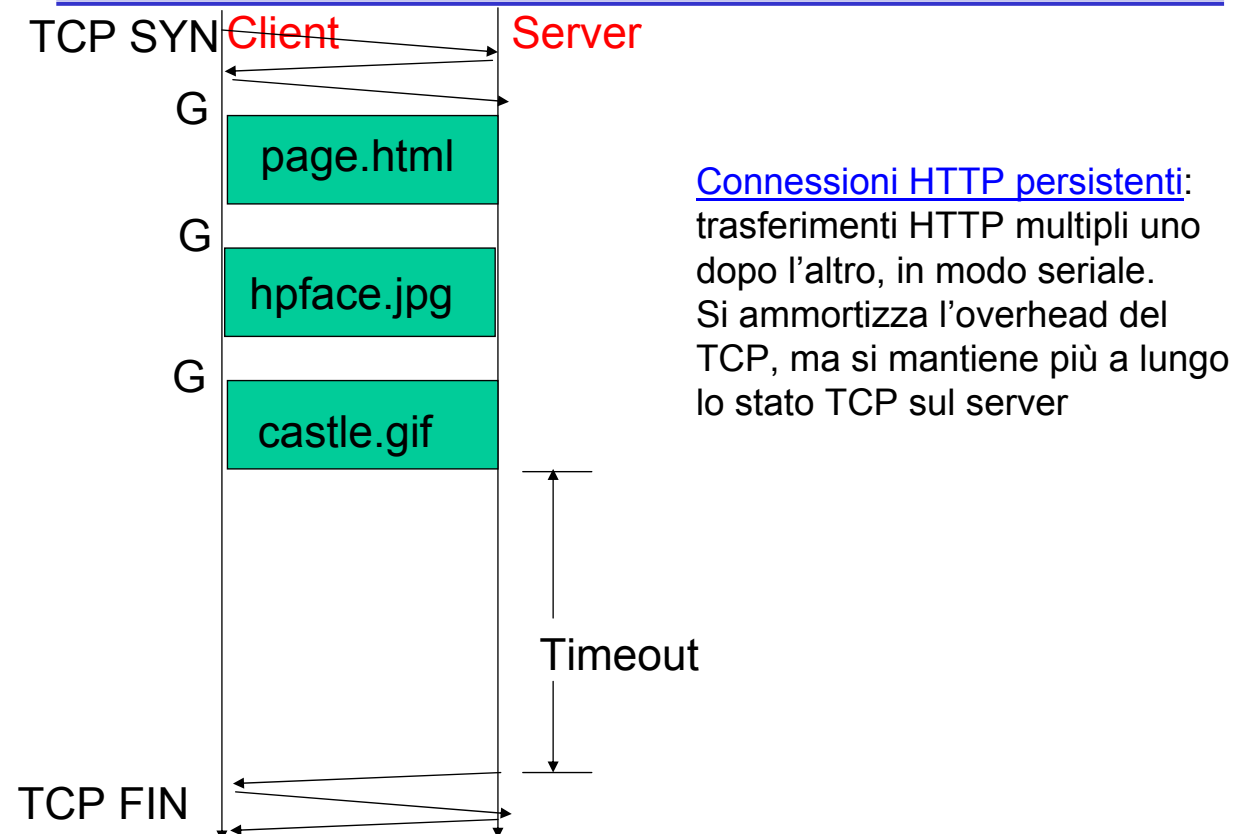 TCP SYN Client Server
G
page.html
G
hpface.jpg
G
castle.gif
Connessioni HTTP persistenti:
trasferimenti HTTP multipli uno
dopo l’altro, in modo seriale.
Si ammortizza l’overhead del
TCP, ma si mantiene più a lungo
lo stato TCP sul server
Timeout
TCP FIN